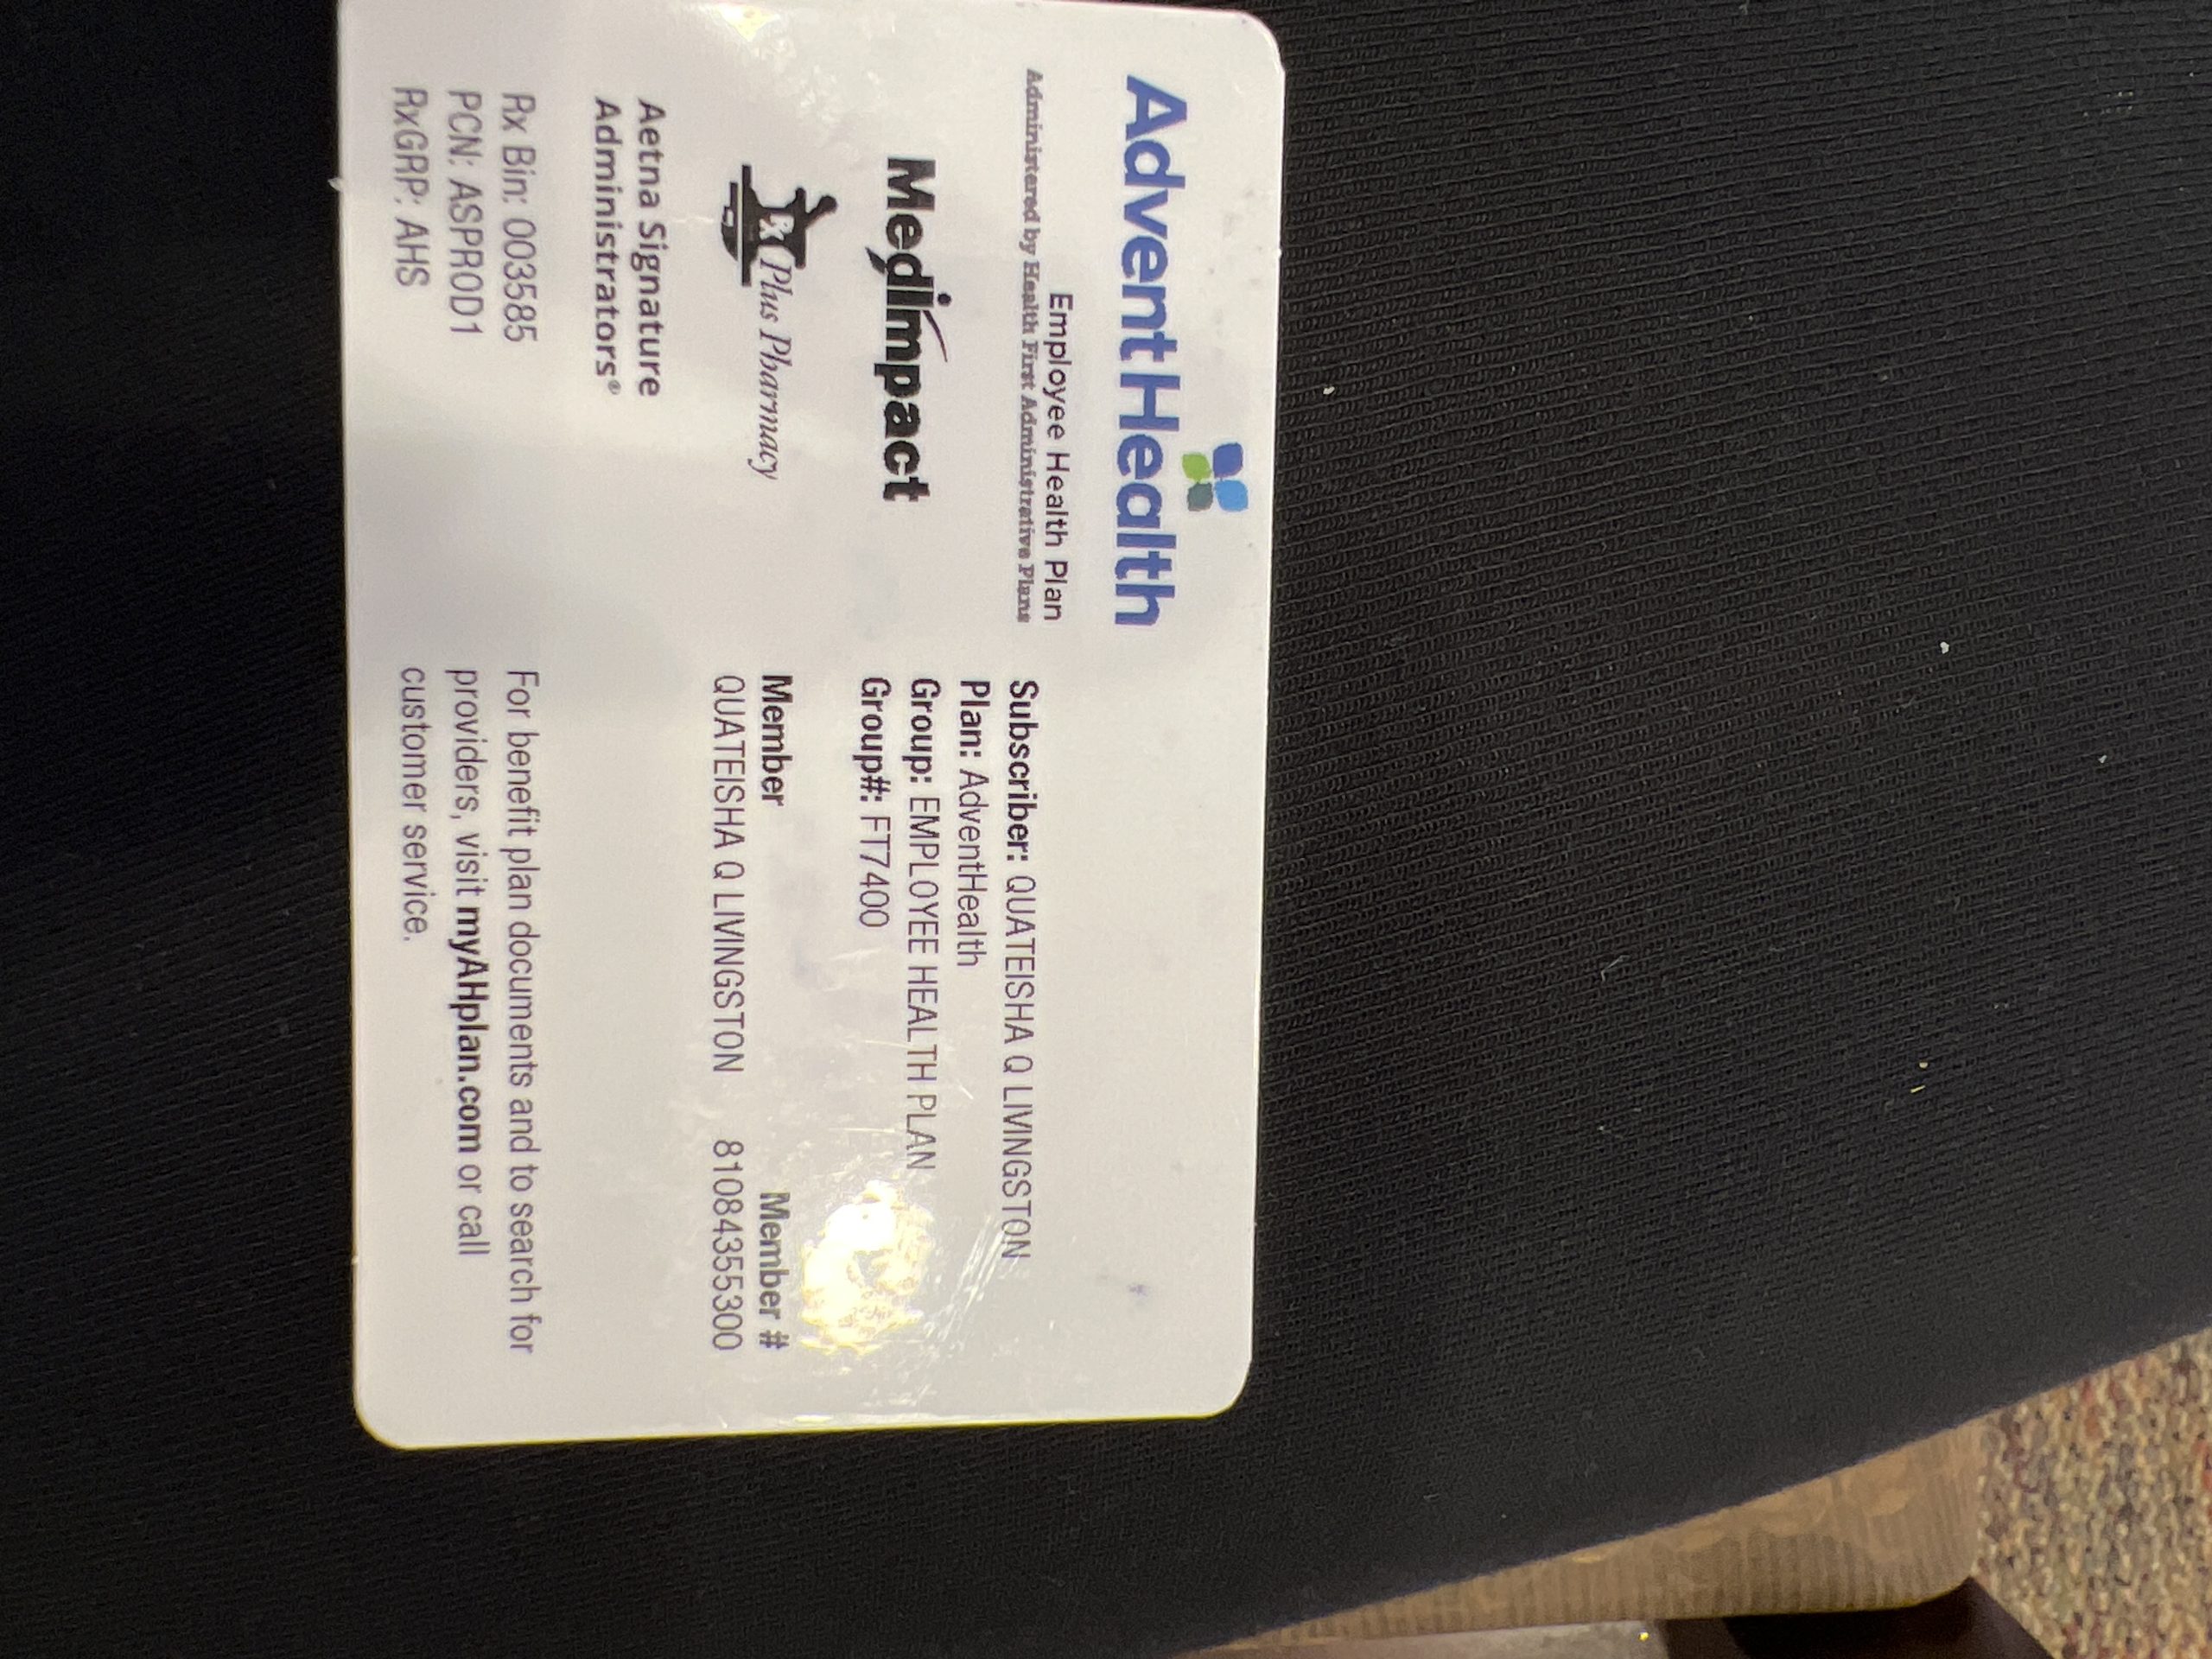 AdventHealth
Employee Health Plan
Administered by Health First Administrative Plans
MedImpact
Rx Plus Pharmacy
Aetna Signature
Administrators®
Rx Bin: 003585
PCN: ASPROD1
RxGRP: AHS
Subscriber: QUATEISHA Q LIVINGSTON
Plan: AdventHealth
Group: EMPLOYEE HEALTH PLAN
Group#: FT7400
Member Member #
QUATEISHA Q LIVINGSTON 81084355300
For benefit plan documents and to search for
providers, visit myAHplan.com or call
customer service.